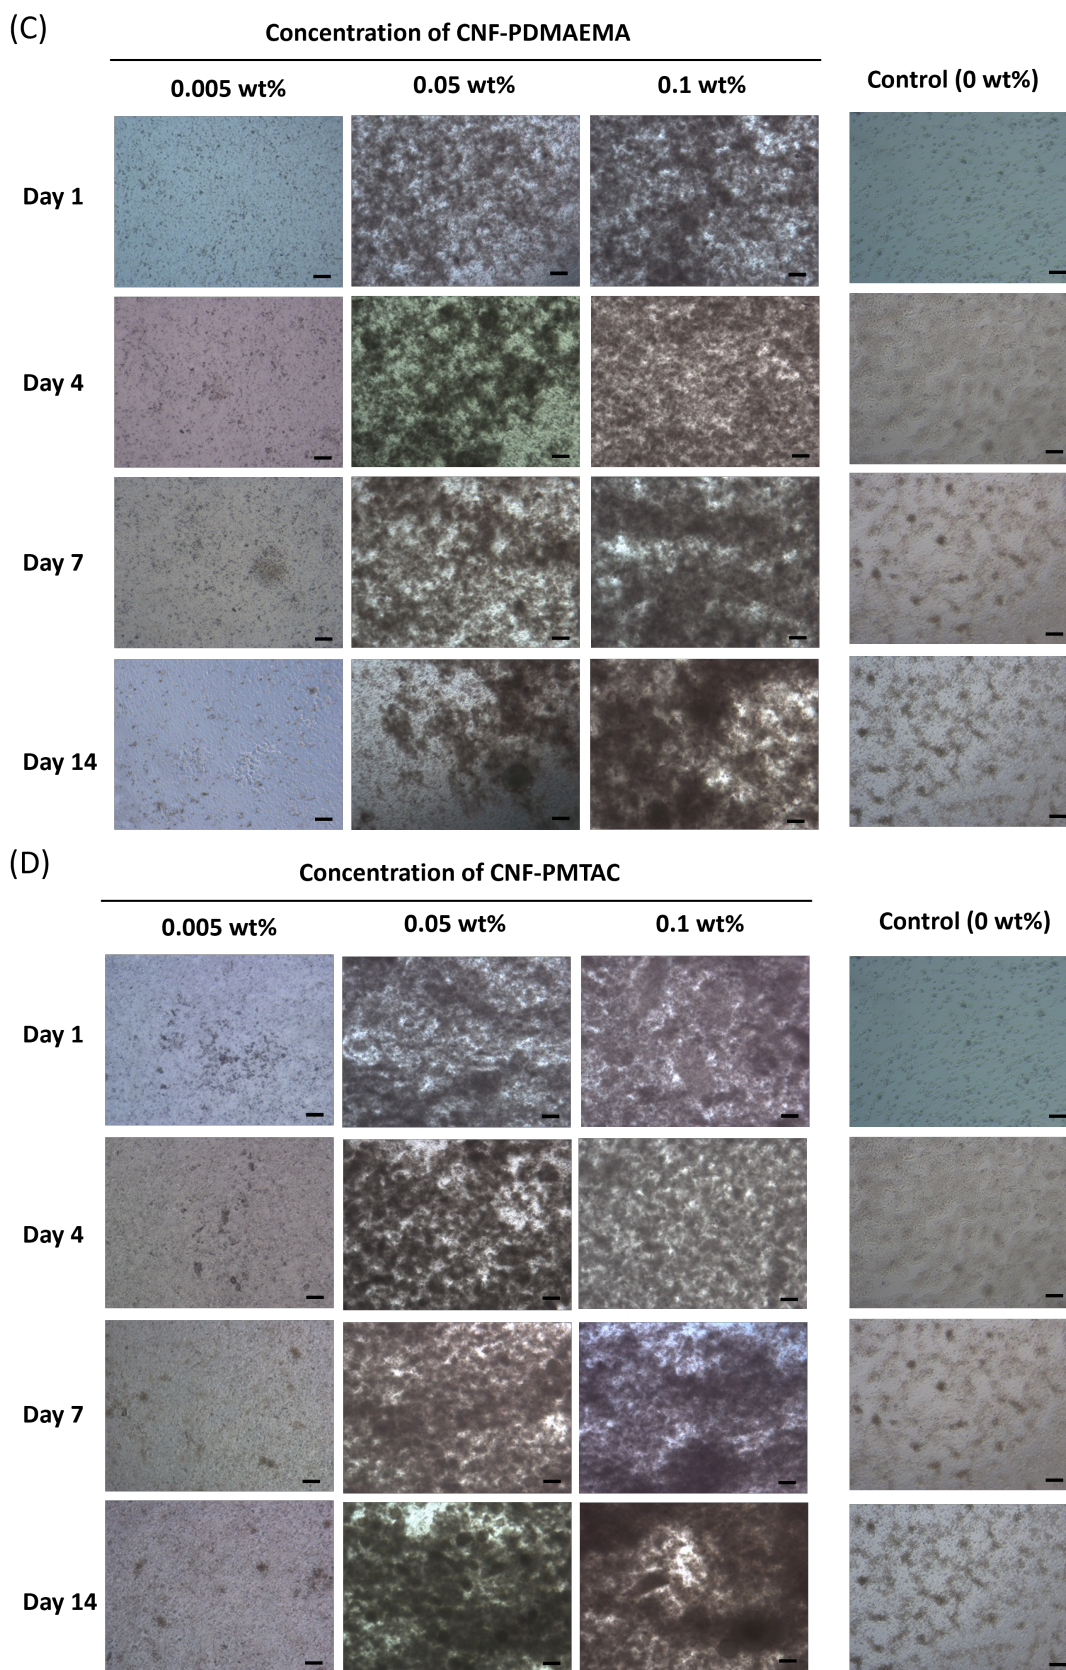 (C)
Concentration of CNF-PDMAEMA
0.005 wt%
0.05 wt%
0.1 wt%
Control (0 wt%)
Day 1
Day 4
Day 7
Day 14
(D)
Concentration of CNF-PMTAC
0.005 wt%
0.05 wt%
0.1 wt%
Control (0 wt%)
Day 1
Day 4
Day 7
Day 14